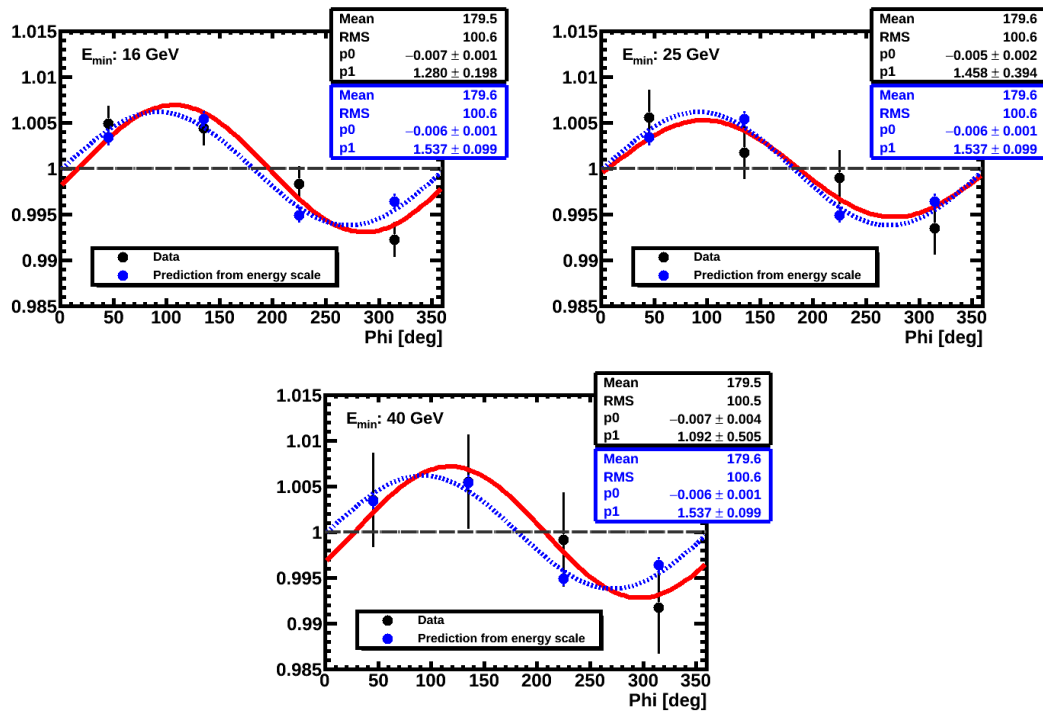 1.015
1.01
1.005
1
0.995
0.99
0.985
E_min: 16 GeV
Mean 179.5
RMS 100.6
p0 −0.007 ± 0.001
p1 1.280 ± 0.198
Mean 179.6
RMS 100.6
p0 −0.006 ± 0.001
p1 1.537 ± 0.099
Data
Prediction from energy scale
0 50 100 150 200 250 300 350
Phi [deg]
1.015
1.01
1.005
1
0.995
0.99
0.985
E_min: 25 GeV
Mean 179.6
RMS 100.6
p0 −0.005 ± 0.002
p1 1.458 ± 0.394
Mean 179.6
RMS 100.6
p0 −0.006 ± 0.001
p1 1.537 ± 0.099
Data
Prediction from energy scale
0 50 100 150 200 250 300 350
Phi [deg]
1.015
1.01
1.005
1
0.995
0.99
0.985
E_min: 40 GeV
Mean 179.5
RMS 100.5
p0 −0.007 ± 0.004
p1 1.092 ± 0.505
Mean 179.6
RMS 100.6
p0 −0.006 ± 0.001
p1 1.537 ± 0.099
Data
Prediction from energy scale
0 50 100 150 200 250 300 350
Phi [deg]